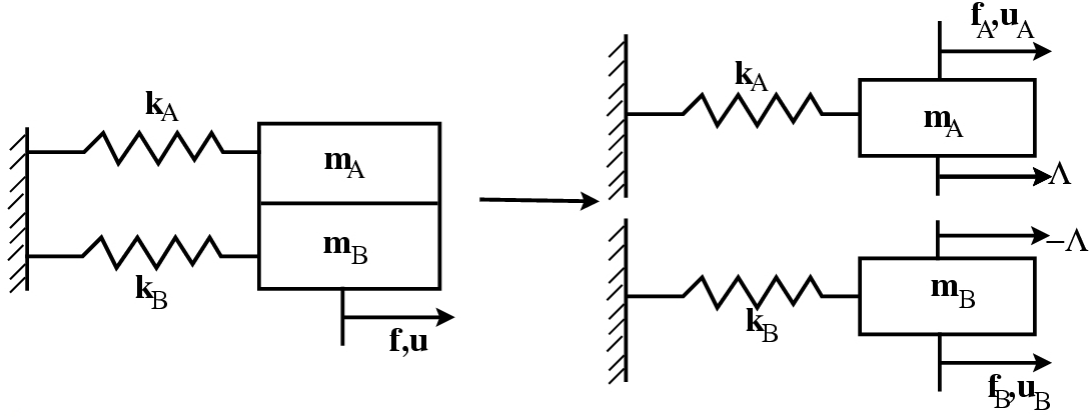 k_A
m_A
m_B
k_B
f,u
f_A,u_A
k_A
m_A
Λ
−Λ
m_B
k_B
f_B,u_B